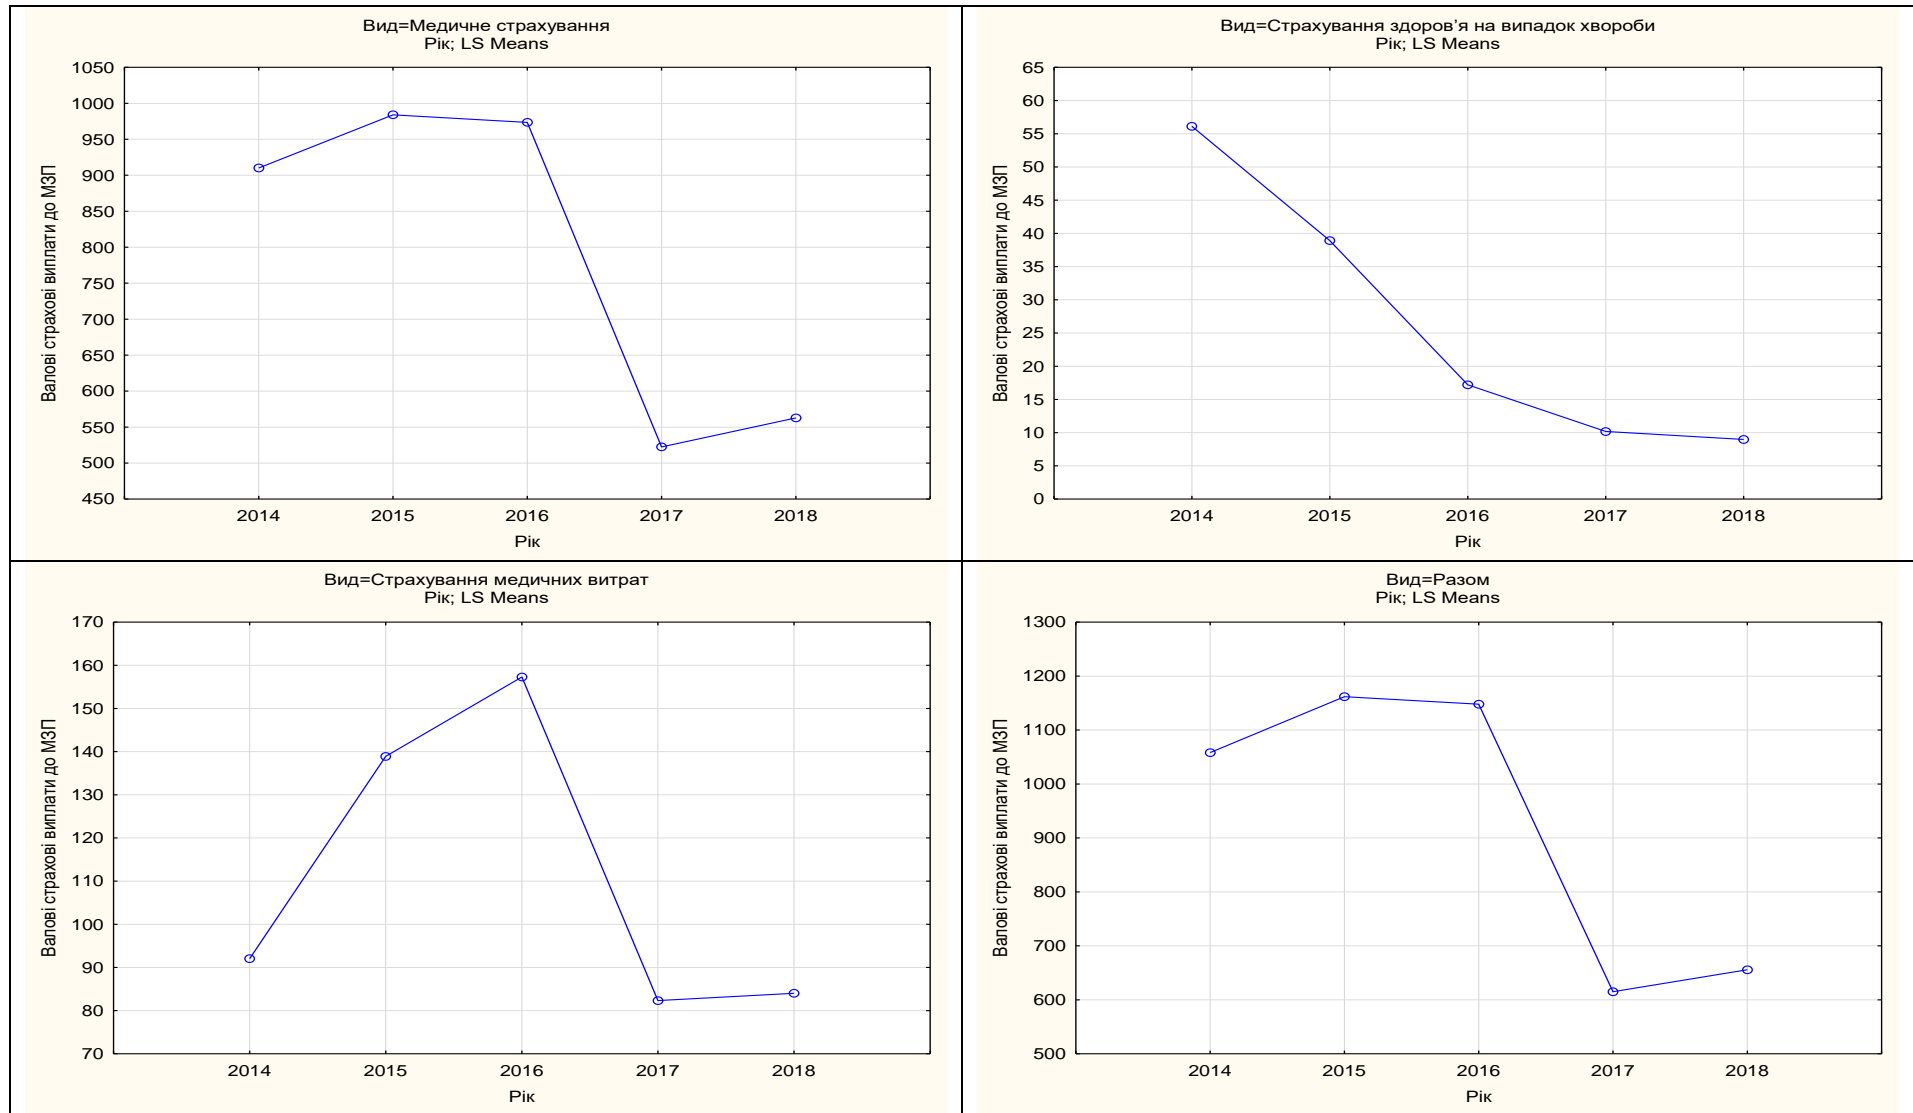 Вид=Медичне страхування
Рік; LS Means
1050
1000
950
900
850
800
750
700
650
600
550
500
450
Валові страхові виплати до МЗП
2014 2015 2016 2017 2018
Рік
Вид=Страхування здоров’я на випадок хвороби
Рік; LS Means
65
60
55
50
45
40
35
30
25
20
15
10
5
0
Валові страхові виплати до МЗП
2014 2015 2016 2017 2018
Рік
Вид=Страхування медичних витрат
Рік; LS Means
170
160
150
140
130
120
110
100
90
80
70
Валові страхові виплати до МЗП
2014 2015 2016 2017 2018
Рік
Вид=Разом
Рік; LS Means
1300
1200
1100
1000
900
800
700
600
500
Валові страхові виплати до МЗП
2014 2015 2016 2017 2018
Рік